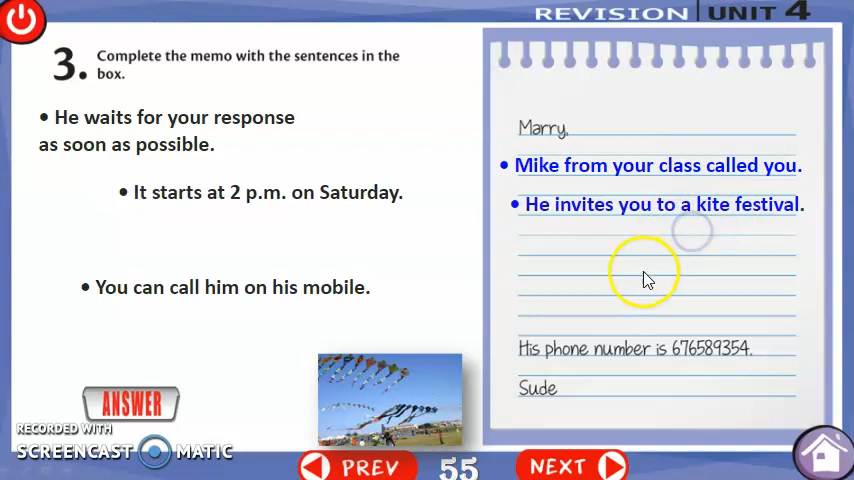 REVISION UNIT 4
3. Complete the memo with the sentences in the
box.
• He waits for your response
as soon as possible.
• It starts at 2 p.m. on Saturday.
• You can call him on his mobile.
ANSWER
RECORDED WITH
SCREENCAST MATIC
Marry,
• Mike from your class called you.
• He invites you to a kite festival.
His phone number is 676589354.
Sude
PREV 55 NEXT